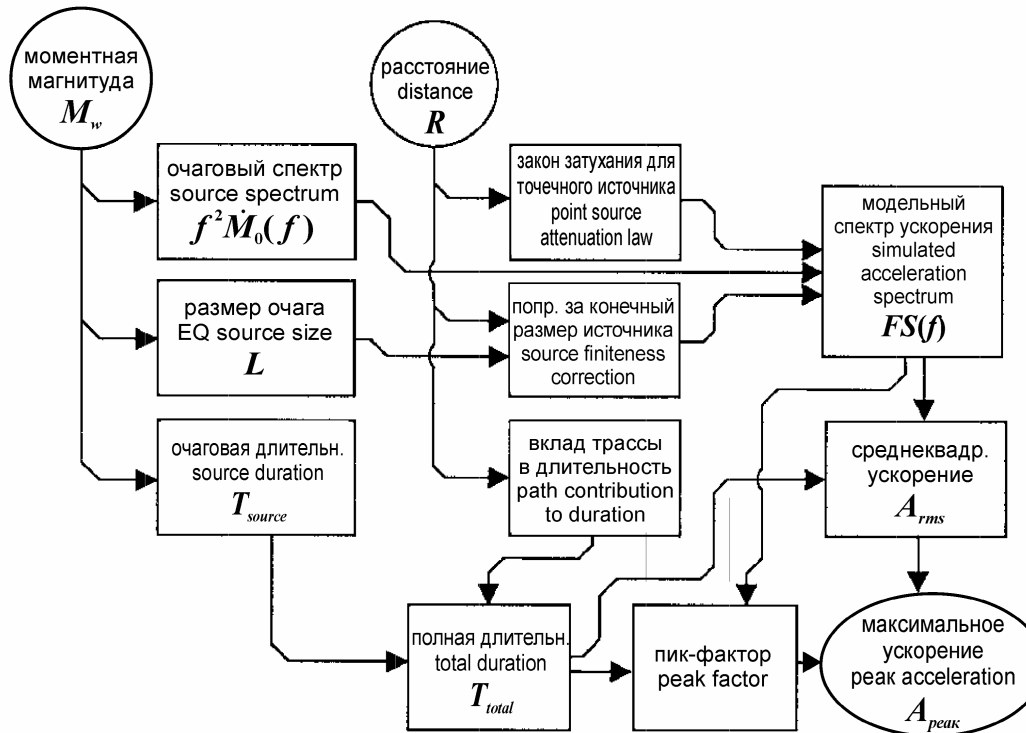 моментная
магнитуда
M_w
расстояние
distance
R
очаговый спектр
source spectrum
f²Ṁ₀(f)
закон затухания для
точечного источника
point source
attenuation law
модельный
спектр ускорения
simulated
acceleration
spectrum
FS(f)
размер очага
EQ source size
L
попр. за конечный
размер источника
source finiteness
correction
очаговая длительн.
source duration
T_source
вклад трассы
в длительность
path contribution
to duration
среднеквадр.
ускорение
A_rms
полная длительн.
total duration
T_total
пик-фактор
peak factor
максимальное
ускорение
peak acceleration
A_peaк